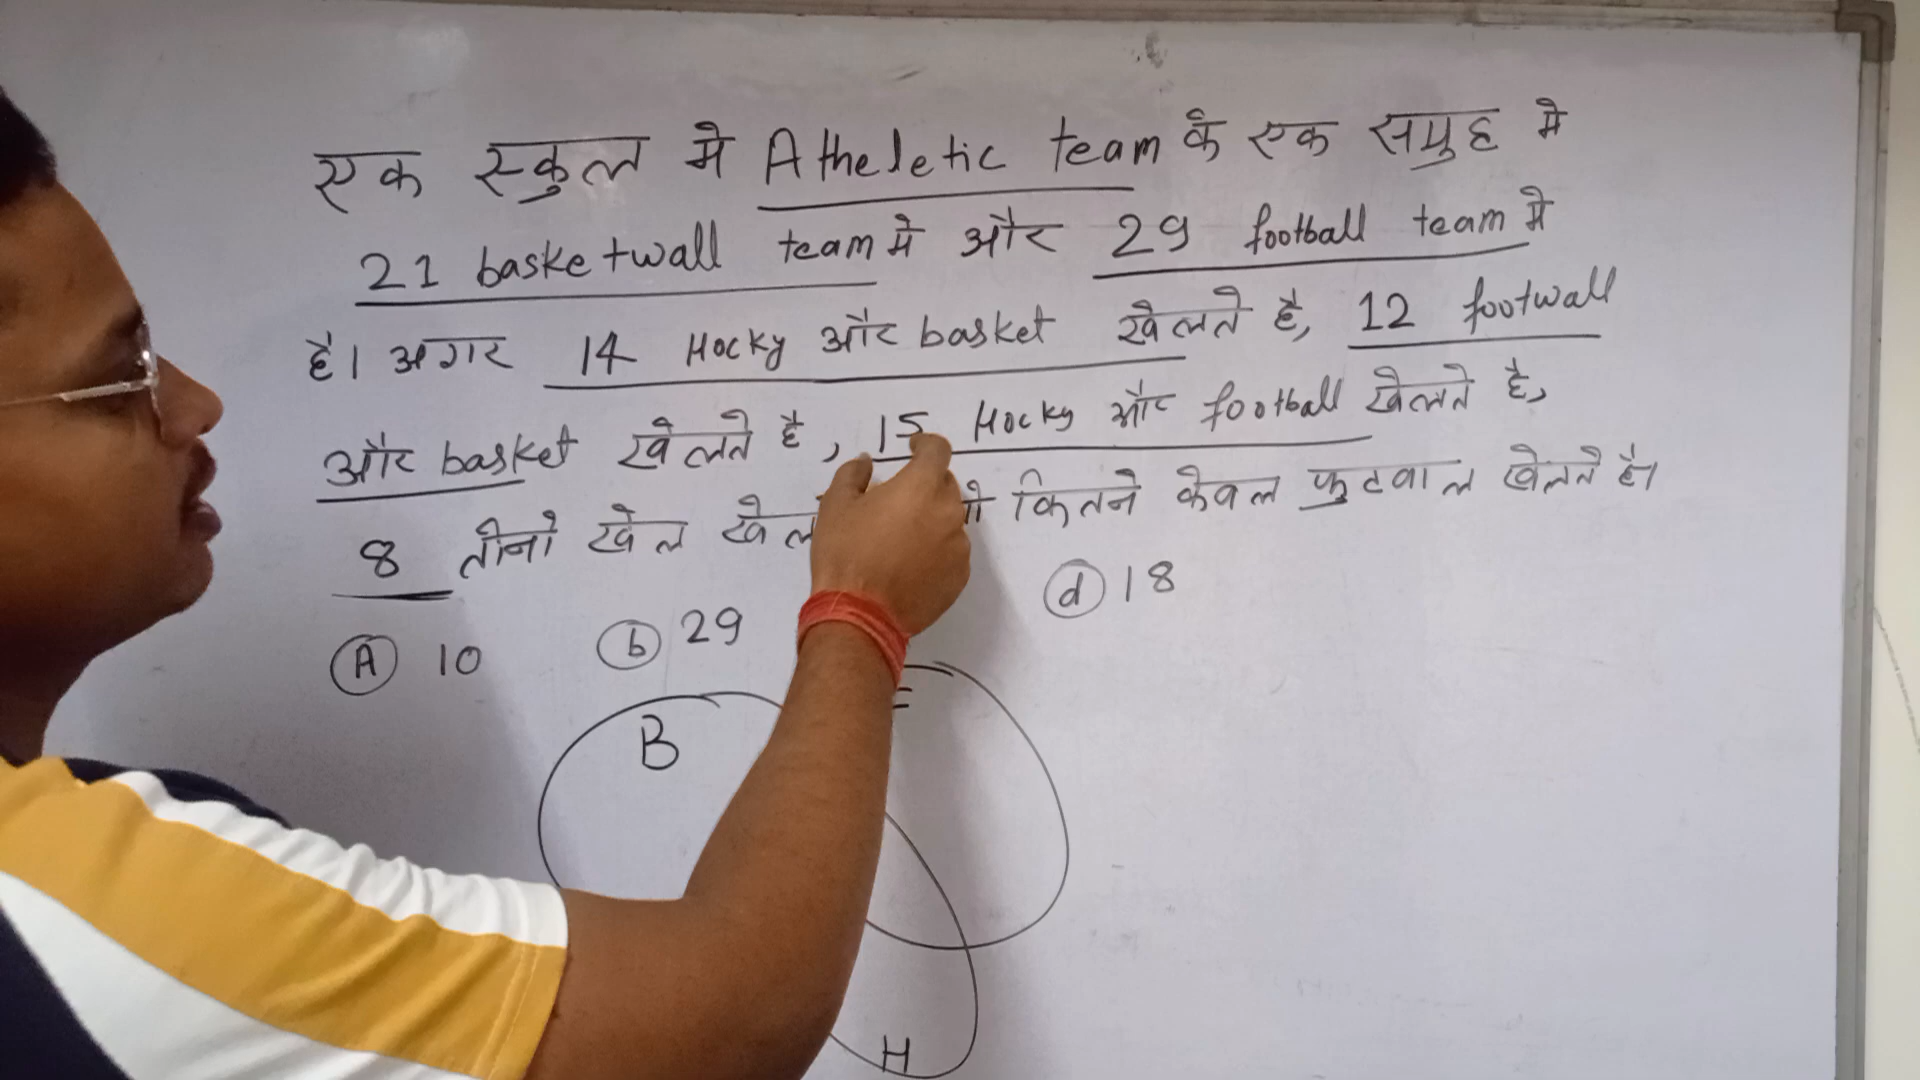 एक स्कुल मे Atheletic team के एक समुह मे
21 basketwall team मे और 29 football team मे
है। अगर 14 Hocky और basket खेलते है, 12 footwall
और basket खेलते है, 15 Hocky और football खेलते है,
8 तीनो खेल कितने केवल फुटवाल खेलते है।
A 10 b 29 d 18
B
H